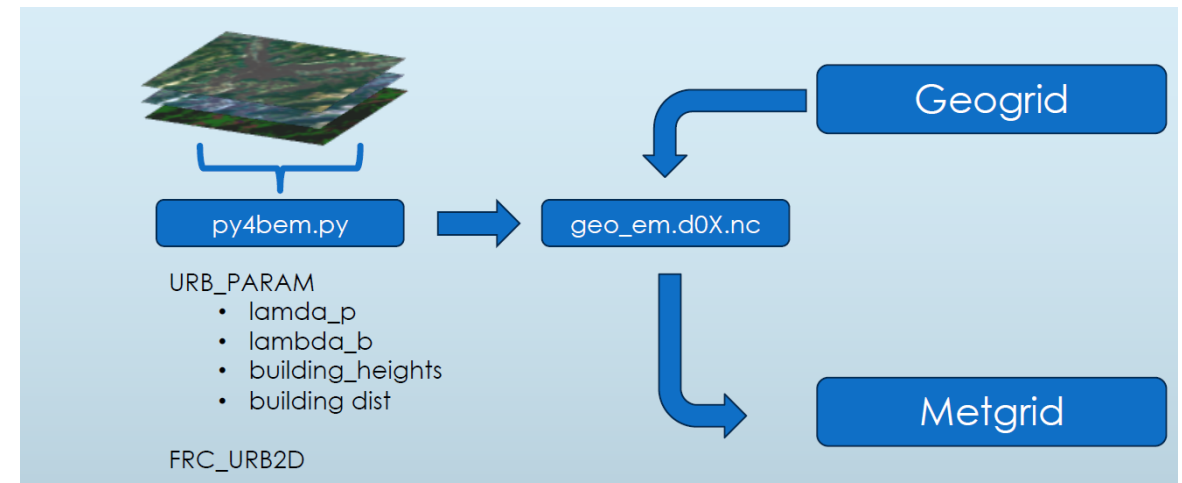 Geogrid
py4bem.py
geo_em.d0X.nc
URB_PARAM
• lamda_p
• lambda_b
• building_heights
• building dist
FRC_URB2D
Metgrid